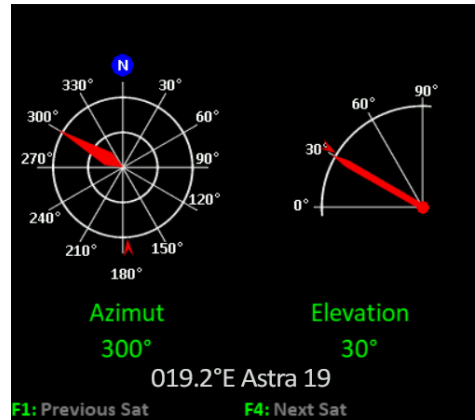 N
330° 30°
300° 60°
270° 90°
240° 120°
210° 150°
180°
90°
60°
30°
0°
Azimut Elevation
300° 30°
019.2°E Astra 19
F1: Previous Sat F4: Next Sat